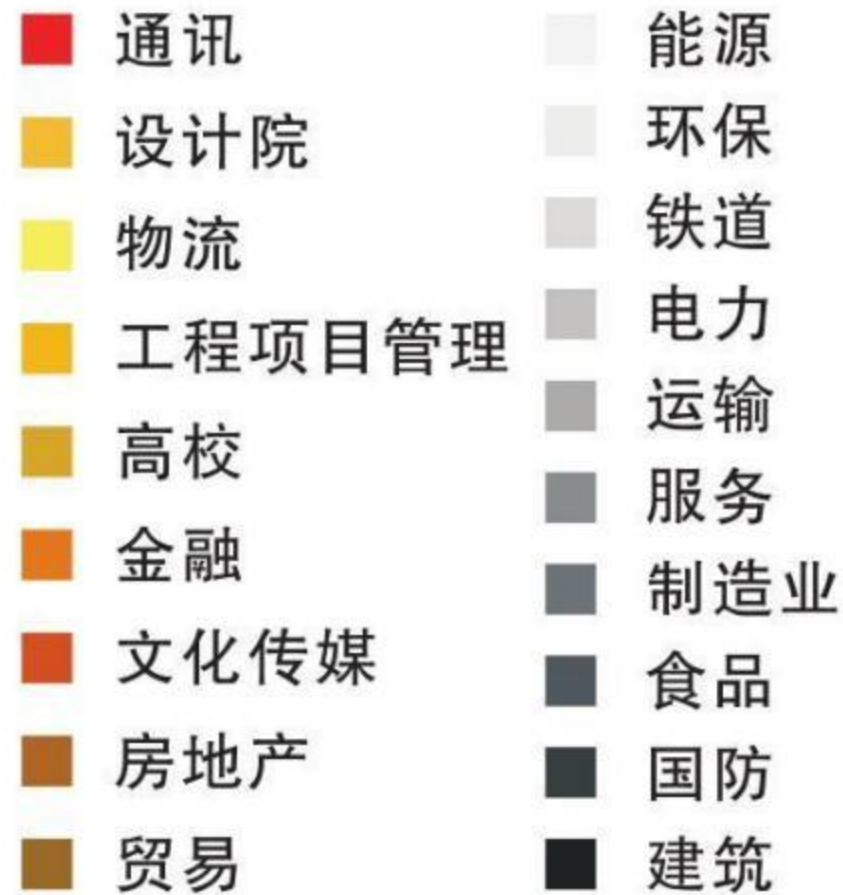 通讯
设计院
物流
工程项目管理
高校
金融
文化传媒
房地产
贸易
能源
环保
铁道
电力
运输
服务
制造业
食品
国防
建筑